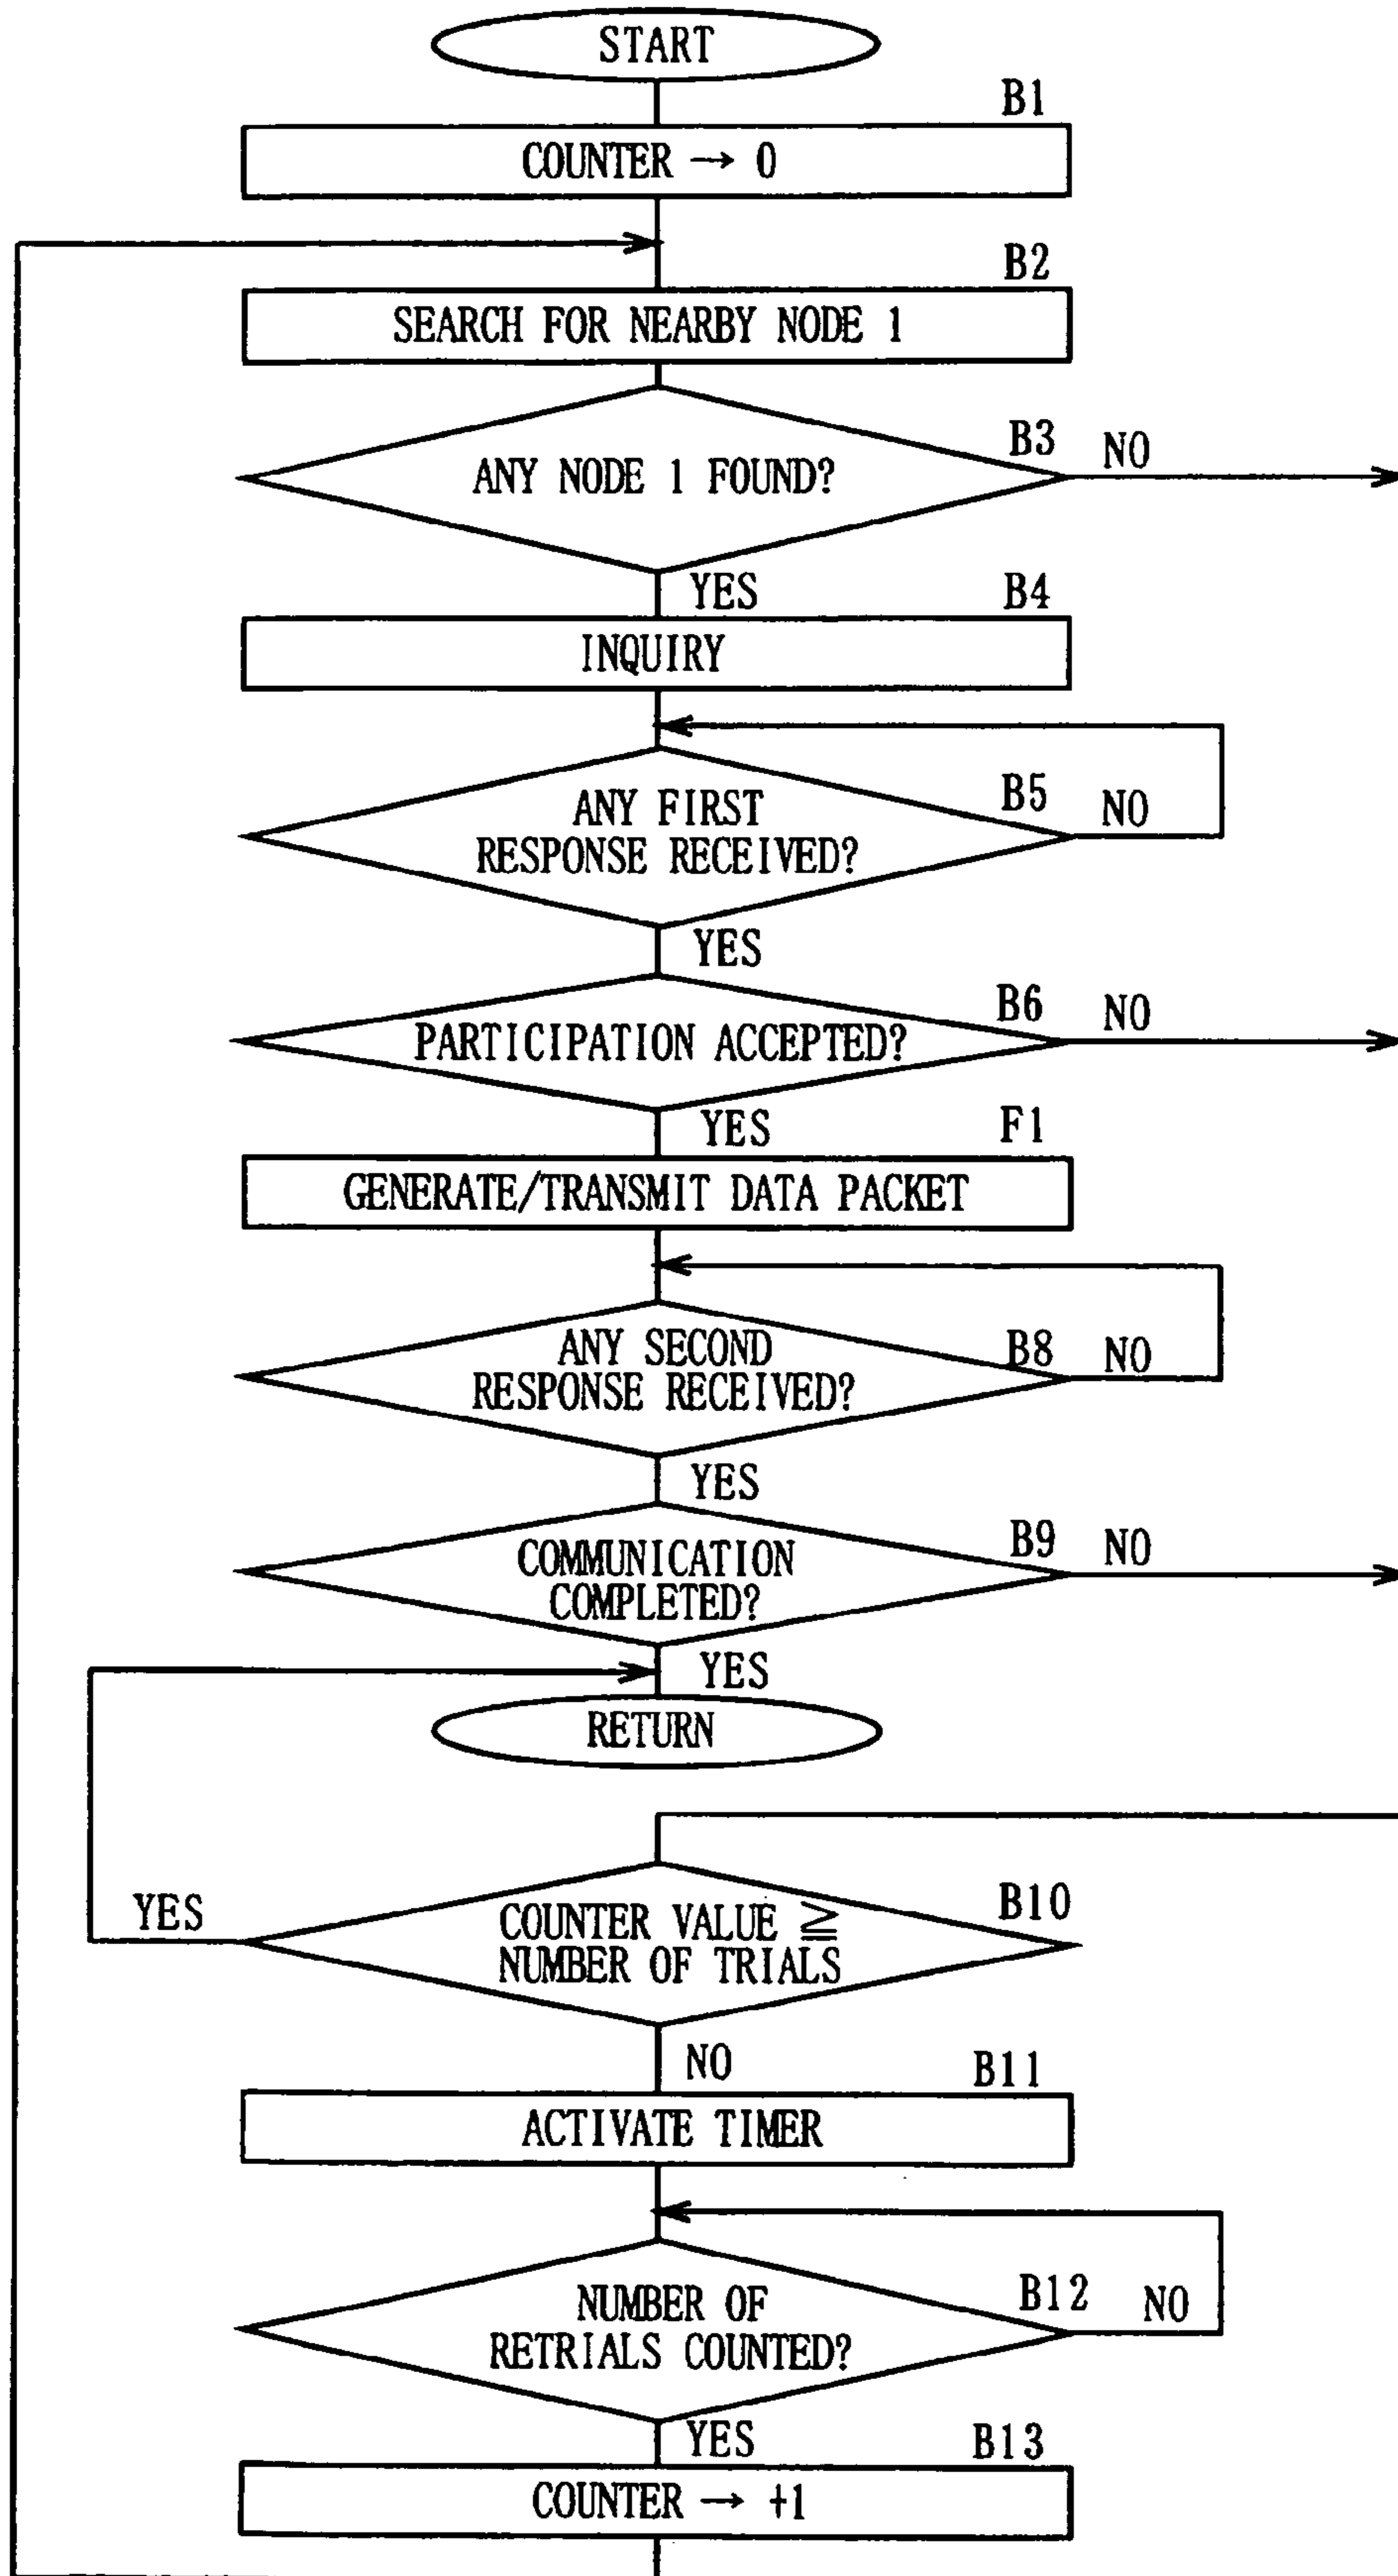 START
B1
COUNTER → 0
B2
SEARCH FOR NEARBY NODE 1
B3
NO
ANY NODE 1 FOUND?
YES
B4
INQUIRY
B5
NO
ANY FIRST
RESPONSE RECEIVED?
YES
B6
NO
PARTICIPATION ACCEPTED?
YES
F1
GENERATE/TRANSMIT DATA PACKET
ANY SECOND
RESPONSE RECEIVED?
B8
NO
YES
B9
NO
COMMUNICATION
COMPLETED?
YES
RETURN
YES
B10
COUNTER VALUE ≧
NUMBER OF TRIALS
NO
B11
ACTIVATE TIMER
B12
NO
NUMBER OF
RETRIALS COUNTED?
YES
B13
COUNTER → +1